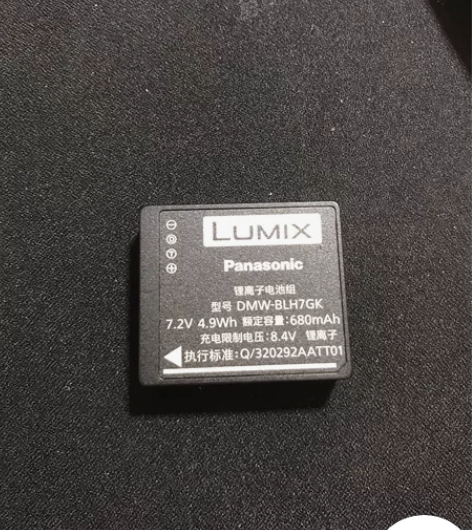 LUMIX
Panasonic
锂离子电池组
型号 DMW-BLH7GK
7.2V 4.9Wh 额定容量:680mAh
充电限制电压:8.4V 锂离子
执行标准:Q/320292AATT01